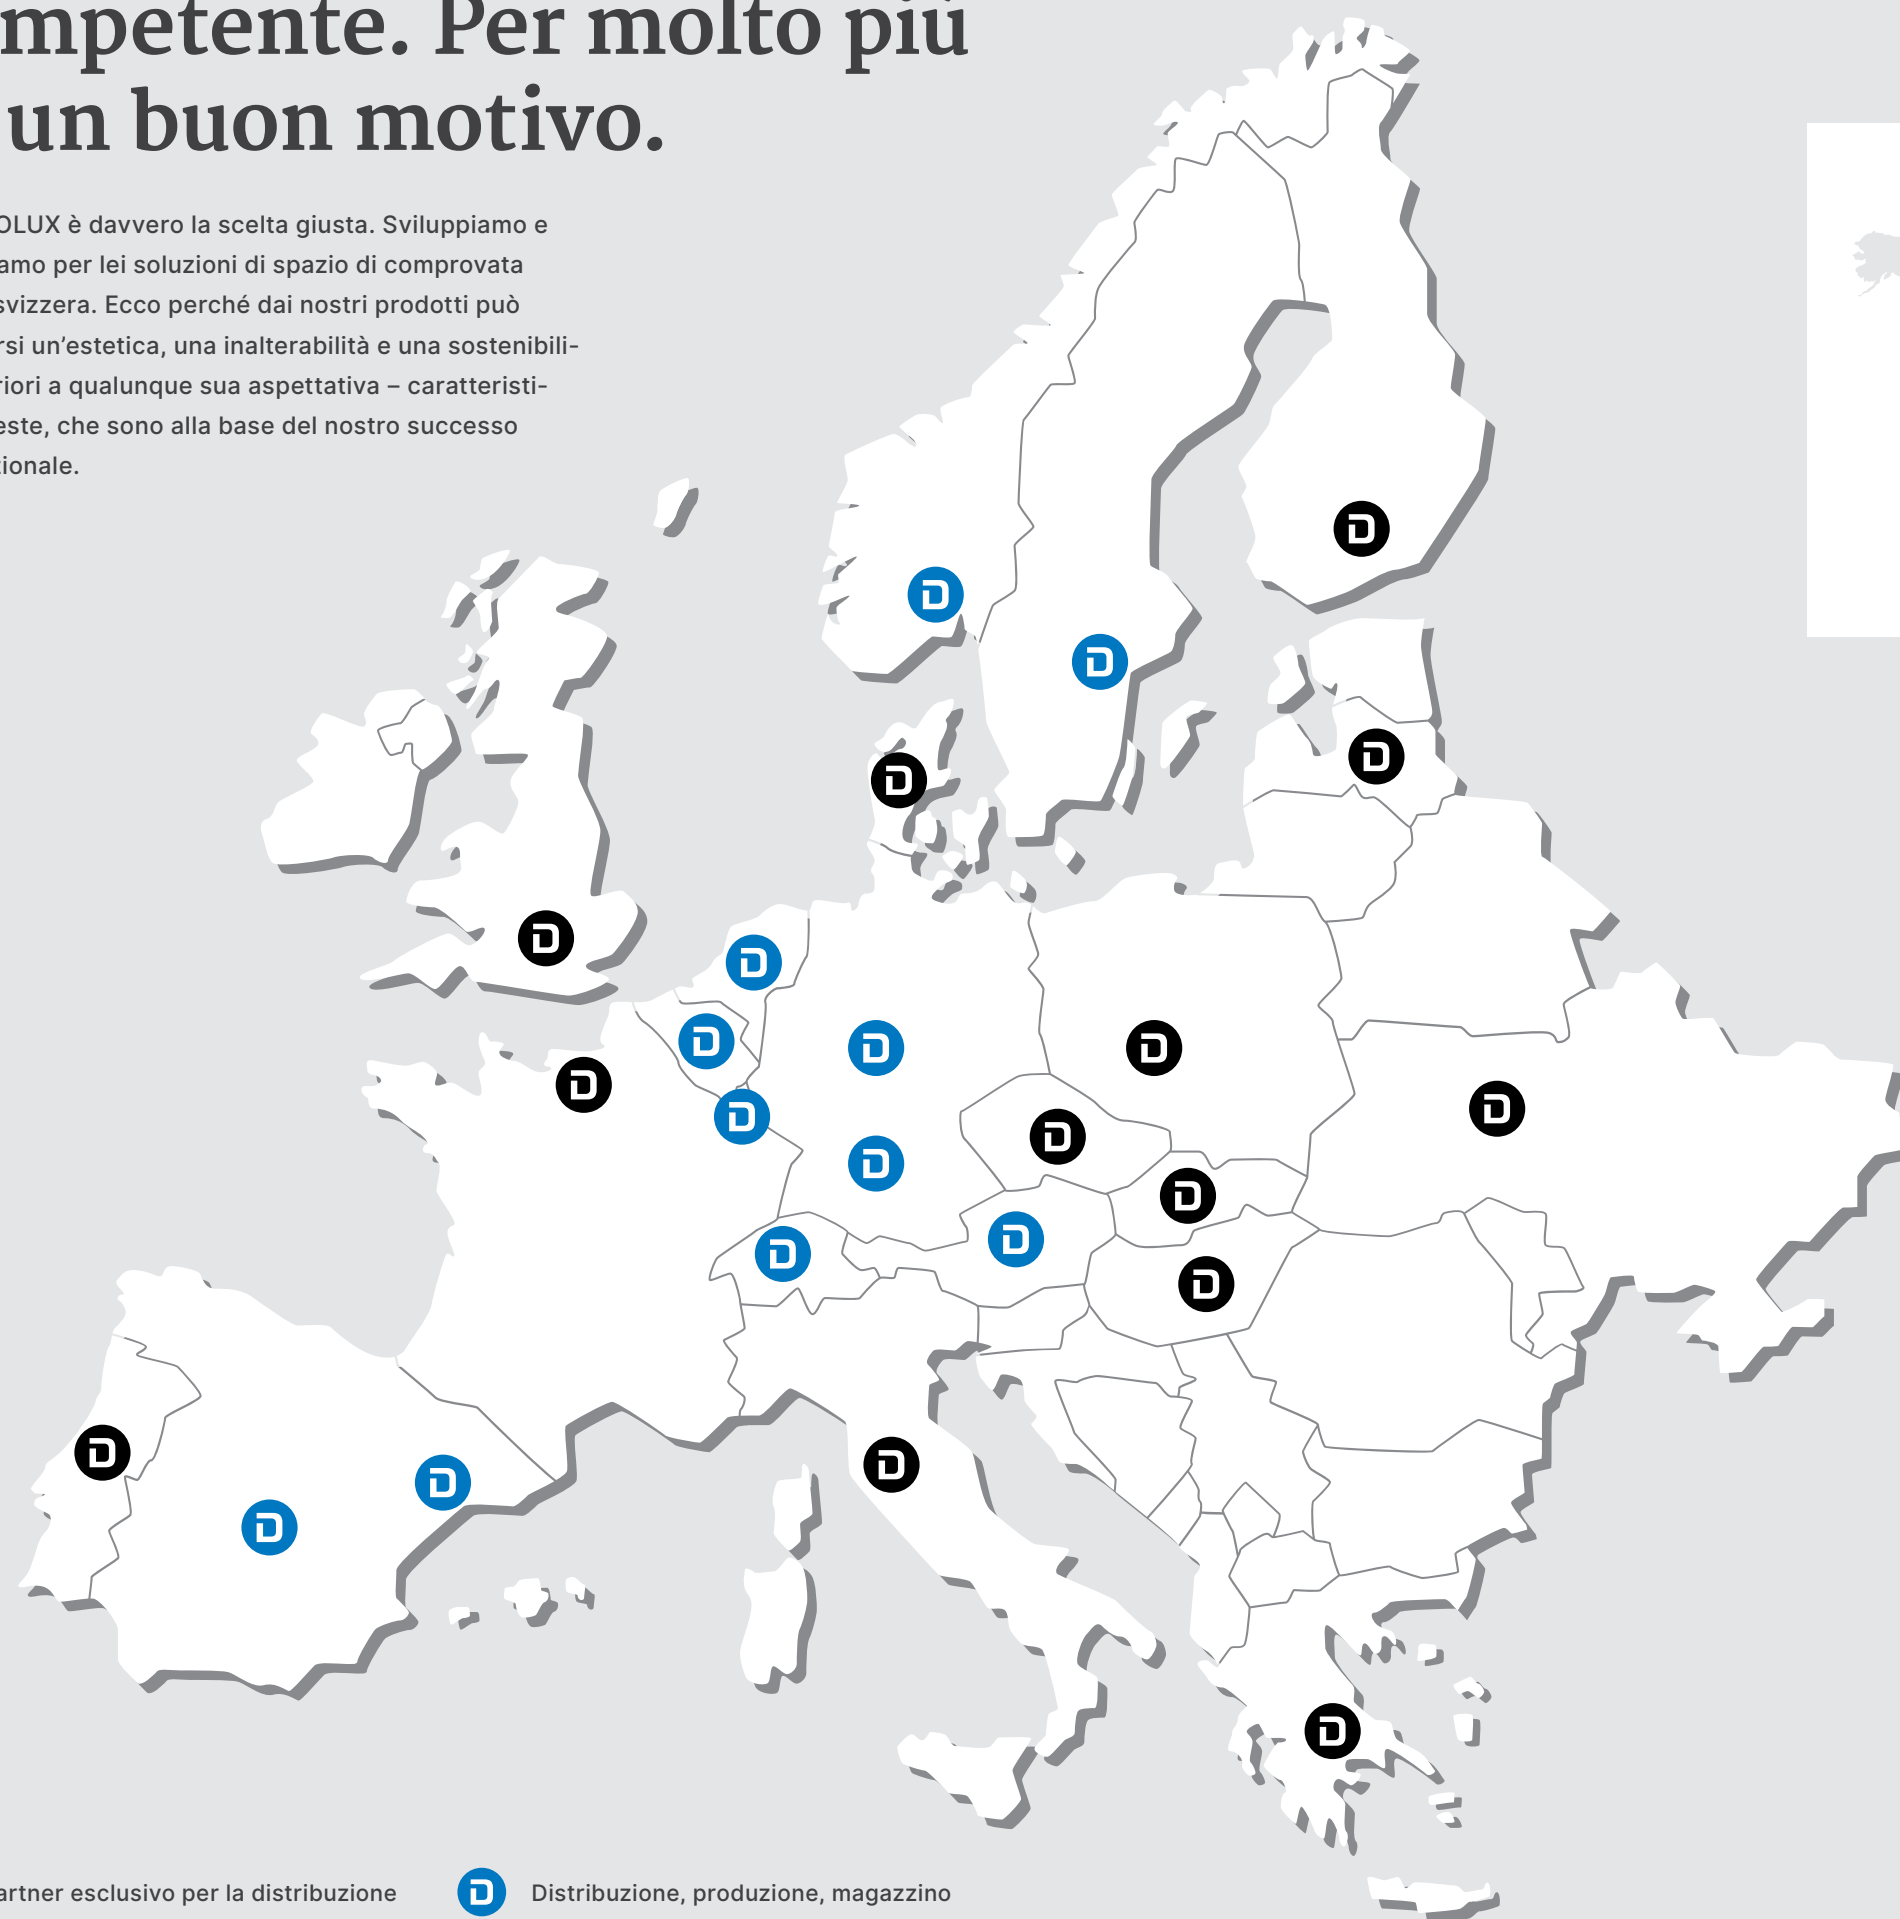 mpetente. Per molto più
un buon motivo.
OLUX è davvero la scelta giusta. Sviluppiamo e
amo per lei soluzioni di spazio di comprovata
svizzera. Ecco perché dai nostri prodotti può
rsi un’estetica, una inalterabilità e una sostenibili-
riori a qualunque sua aspettativa – caratteristi-
este, che sono alla base del nostro successo
zionale.
artner esclusivo per la distribuzione
Distribuzione, produzione, magazzino